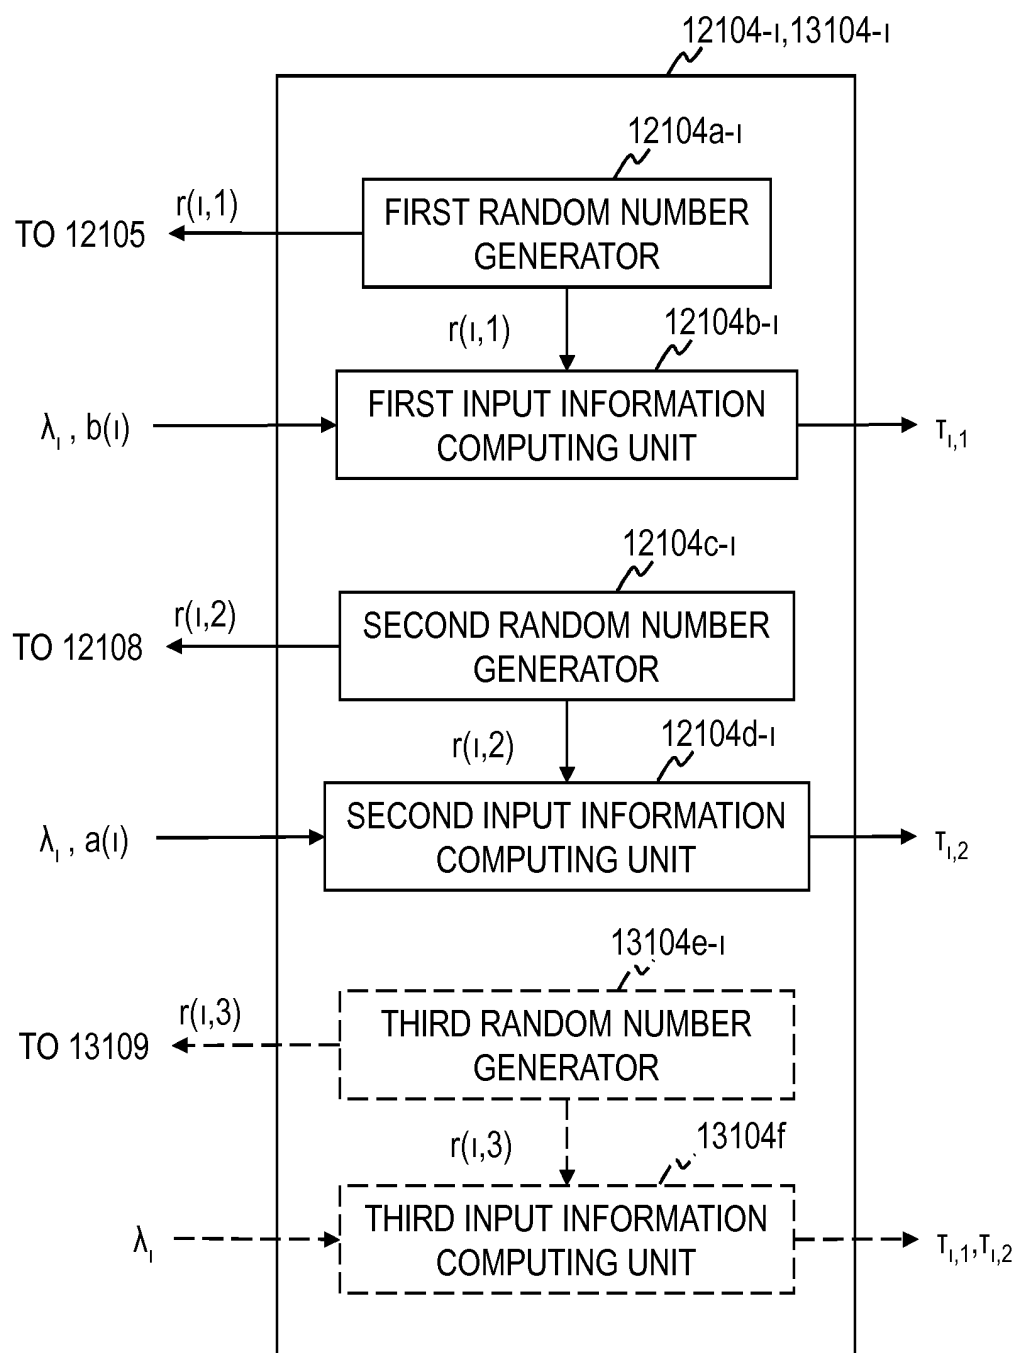 12104-ι,13104-ι
12104a-ι
r(ι,1)
FIRST RANDOM NUMBER
GENERATOR
TO 12105
r(ι,1)
12104b-ι
FIRST INPUT INFORMATION
COMPUTING UNIT
λι , b(ι)
τι,1
12104c-ι
r(ι,2)
SECOND RANDOM NUMBER
GENERATOR
TO 12108
r(ι,2)
12104d-ι
SECOND INPUT INFORMATION
COMPUTING UNIT
λι , a(ι)
τι,2
13104e-ι
r(ι,3)
THIRD RANDOM NUMBER
GENERATOR
TO 13109
r(ι,3)
13104f
THIRD INPUT INFORMATION
COMPUTING UNIT
λι
τι,1,τι,2